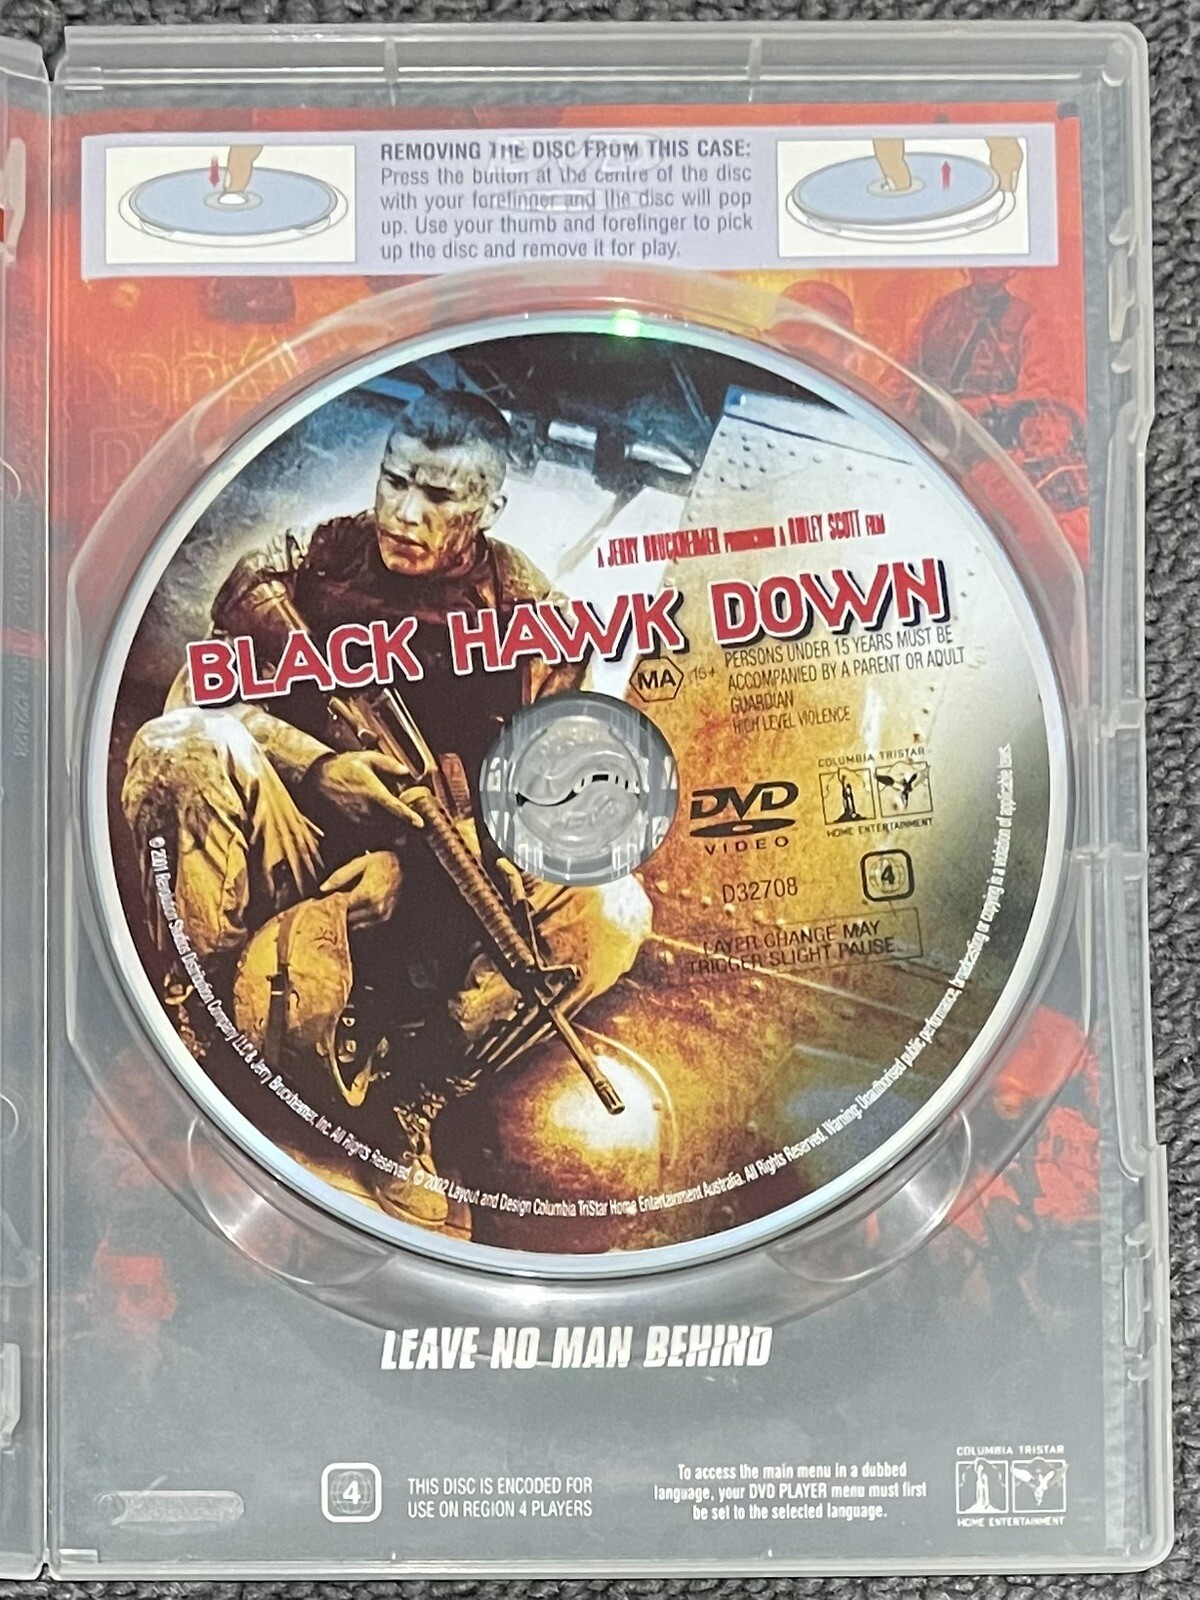 REMOVING THE DISC FROM THIS CASE:
Press the button at the centre of the disc
with your forefinger and the disc will pop
up. Use your thumb and forefinger to pick
up the disc and remove it for play.
A JERRY BRUCKHEIMER PRODUCTION A RIDLEY SCOTT FILM
BLACK HAWK DOWN
MA 15+
PERSONS UNDER 15 YEARS MUST BE
ACCOMPANIED BY A PARENT OR ADULT
GUARDIAN
HIGH LEVEL VIOLENCE
DVD
VIDEO
COLUMBIA TRISTAR
HOME ENTERTAINMENT
D32708
4
LAYER CHANGE MAY
TRIGGER SLIGHT PAUSE
© 2001 Revolution Studios Distribution Company LLC & Jerry Bruckheimer, Inc. All Rights Reserved. © 2002 Layout and Design Columbia TriStar Home Entertainment Australia. All Rights Reserved. Warning: Unauthorised public performance, broadcasting or copying is a violation of applicable laws.
LEAVE NO MAN BEHIND
4
THIS DISC IS ENCODED FOR
USE ON REGION 4 PLAYERS
To access the main menu in a dubbed
language, your DVD PLAYER menu must first
be set to the selected language.
COLUMBIA TRISTAR
HOME ENTERTAINMENT